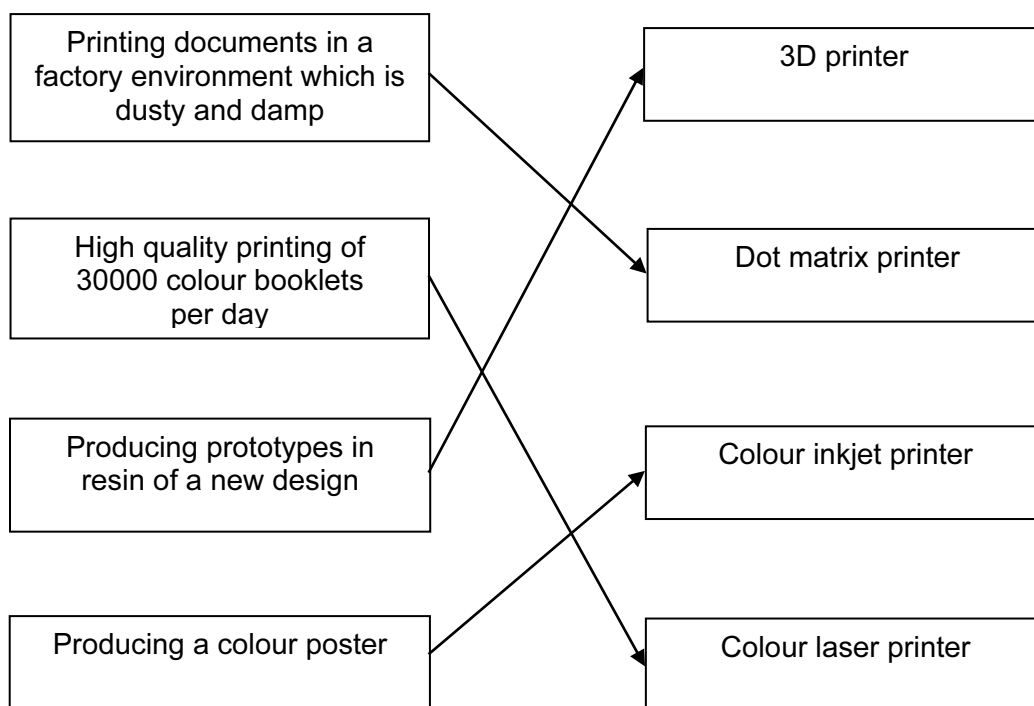 Printing documents in a
factory environment which is
dusty and damp
3D printer
High quality printing of
30000 colour booklets
per day
Dot matrix printer
Producing prototypes in
resin of a new design
Colour inkjet printer
Producing a colour poster
Colour laser printer